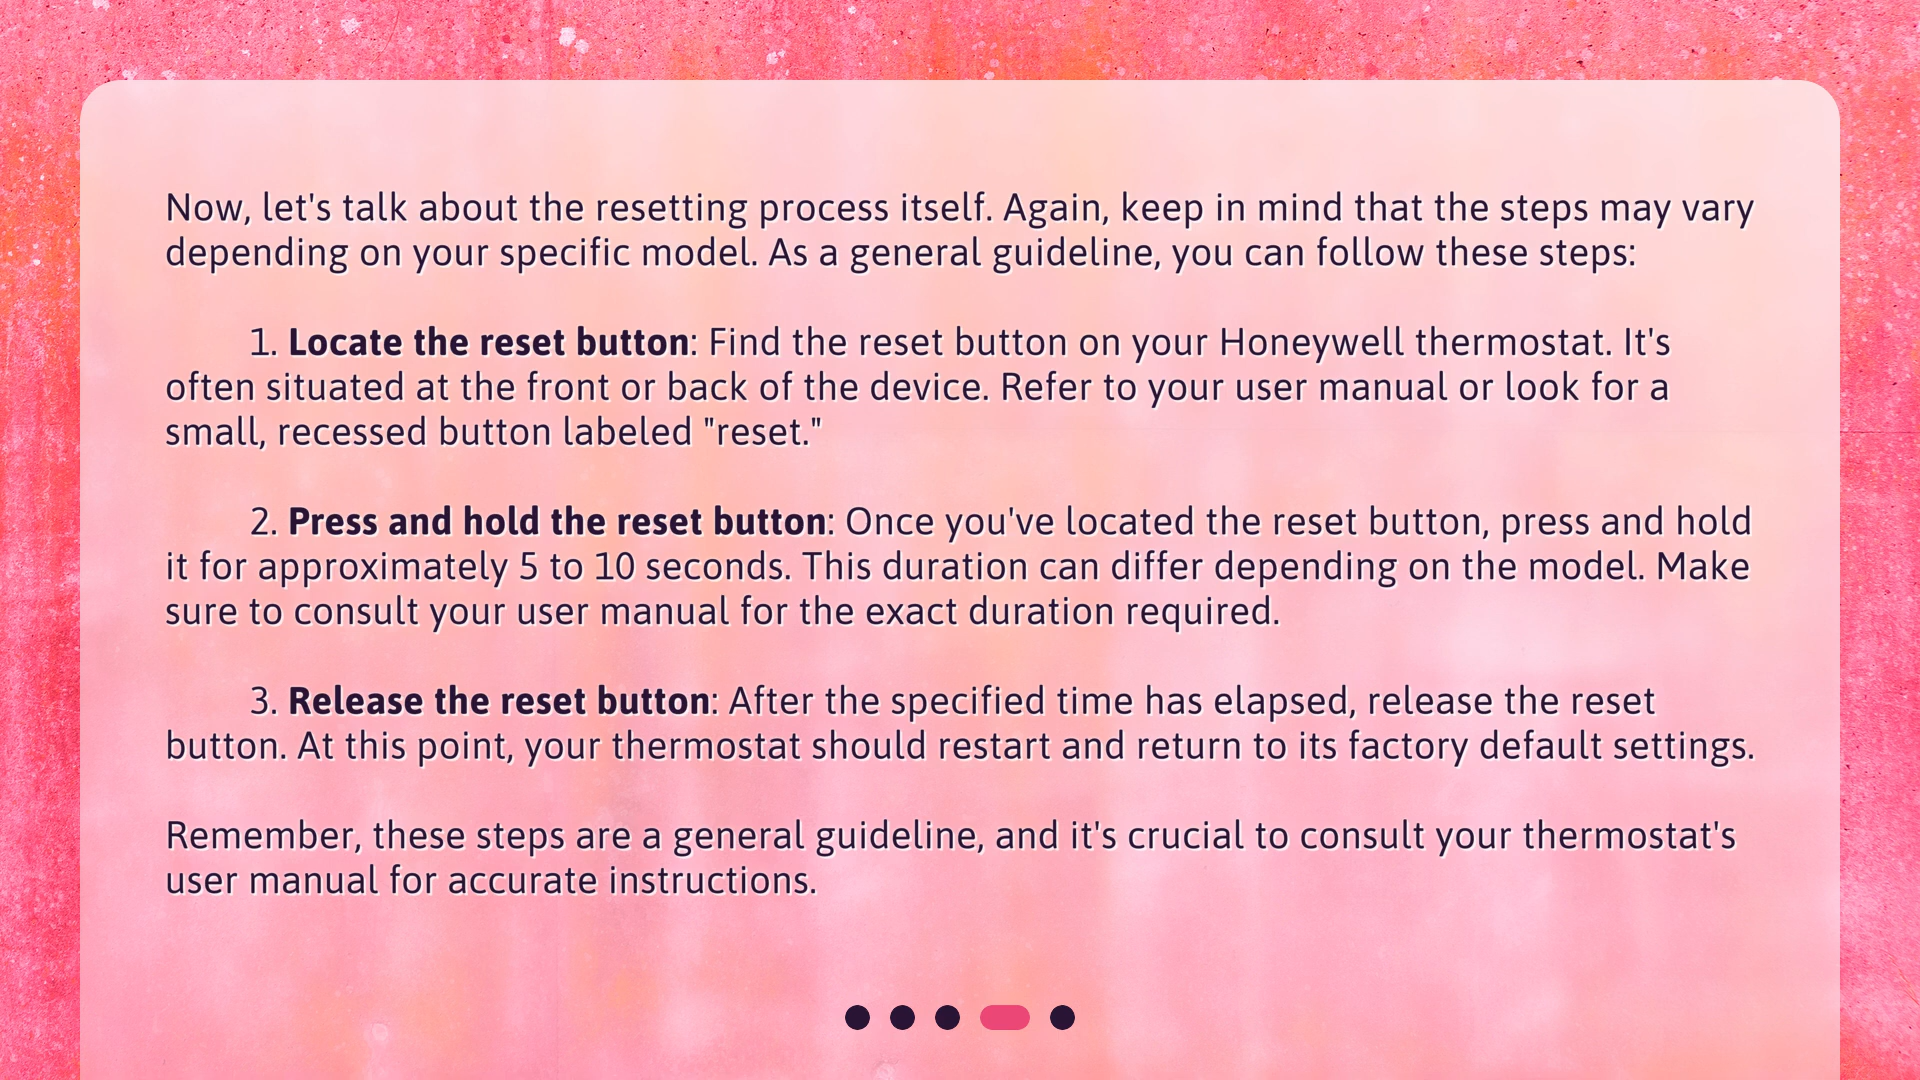 Now, let's talk about the resetting process itself. Again, keep in mind that the steps may vary
depending on your specific model. As a general guideline, you can follow these steps:
1. Locate the reset button: Find the reset button on your Honeywell thermostat. It's
often situated at the front or back of the device. Refer to your user manual or look for a
small, recessed button labeled "reset."
2. Press and hold the reset button: Once you've located the reset button, press and hold
it for approximately 5 to 10 seconds. This duration can differ depending on the model. Make
sure to consult your user manual for the exact duration required.
3. Release the reset button: After the specified time has elapsed, release the reset
button. At this point, your thermostat should restart and return to its factory default settings.
Remember, these steps are a general guideline, and it's crucial to consult your thermostat's
user manual for accurate instructions.